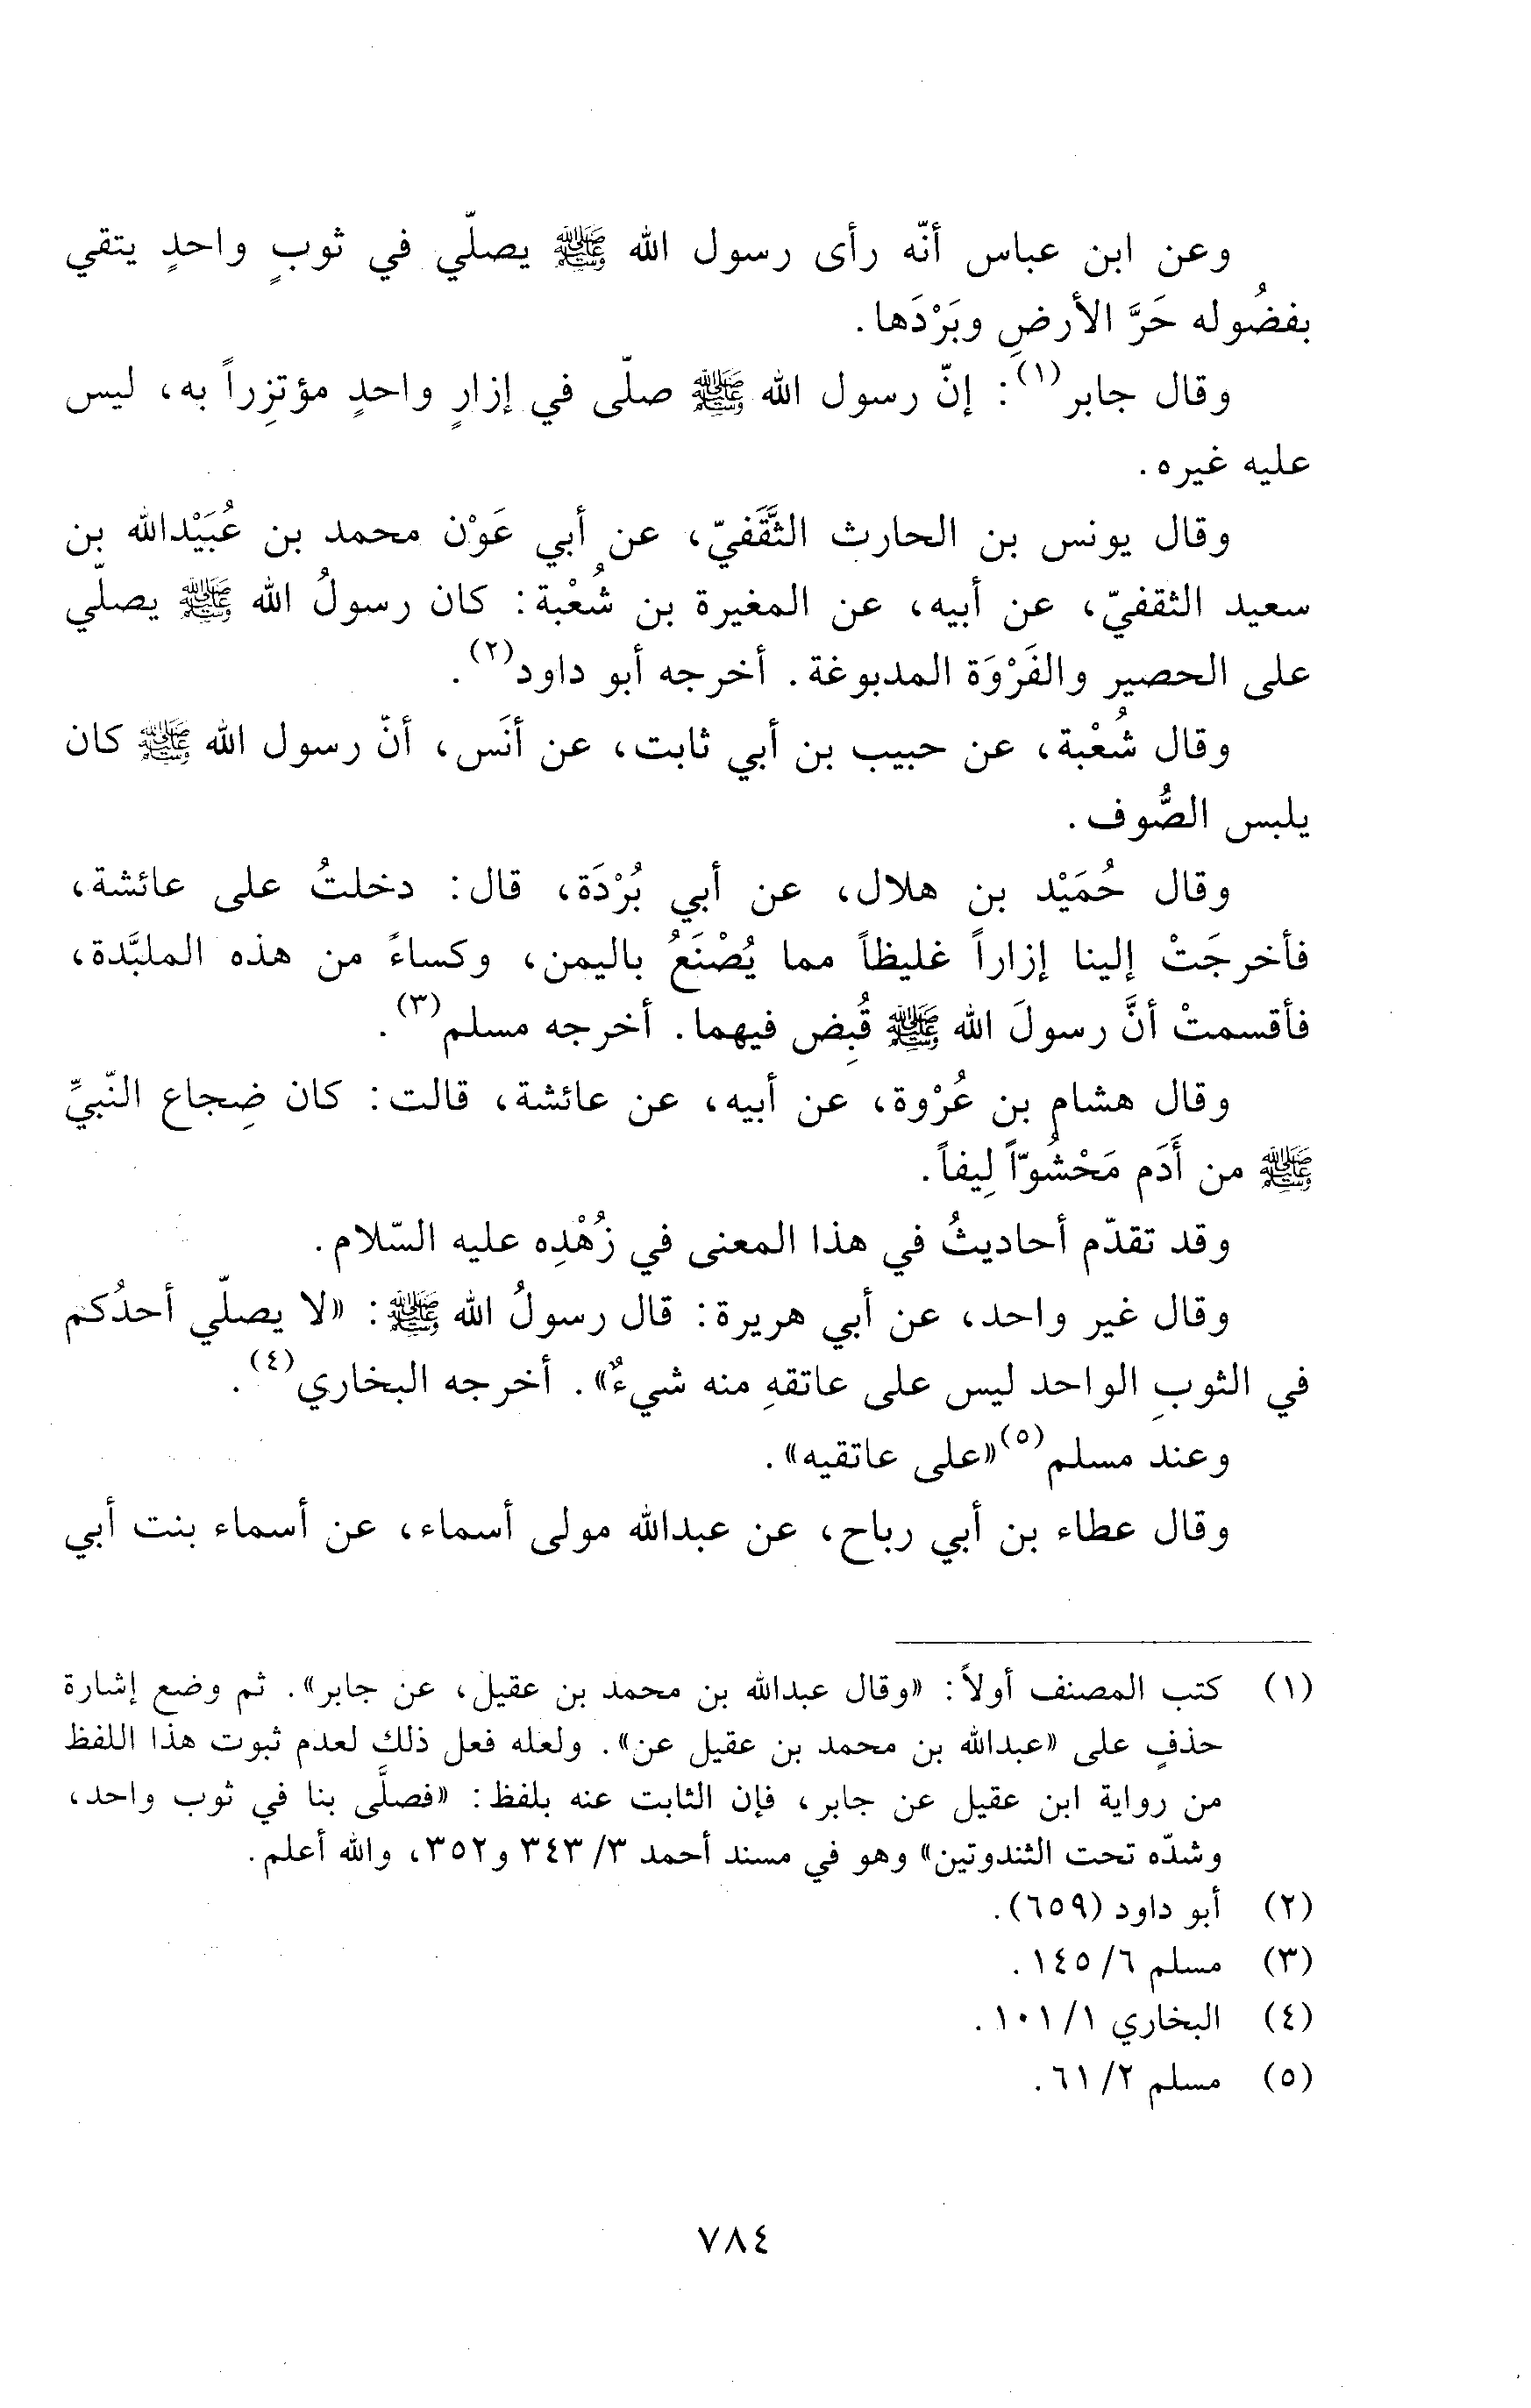 وعن ابن عباس أنّه رأى رسول الله ﷺ يصلّي في ثوبٍ واحدٍ يتقي
بفضُوله حَرَّ الأرضِ وبَرْدَها.
وقال جابر(١): إنّ رسول الله ﷺ صلّى في إزارٍ واحدٍ مؤتزِراً به، ليس
عليه غيره.
وقال يونس بن الحارث الثَّقَفيّ، عن أبي عَوْن محمد بن عُبَيْدالله بن
سعيد الثقفيّ، عن أبيه، عن المغيرة بن شُعْبة: كان رسولُ الله ﷺ يصلّي
على الحصير والفَرْوَة المدبوغة. أخرجه أبو داود(٢).
وقال شُعْبة، عن حبيب بن أبي ثابت، عن أنَس، أنّ رسول الله ﷺ كان
يلبس الصُّوف.
وقال حُمَيْد بن هلال، عن أبي بُرْدَة، قال: دخلتُ على عائشة،
فأخرجَتْ إلينا إزاراً غليظاً مما يُصْنَعُ باليمن، وكساءً من هذه الملبَّدة،
فأقسمتْ أنَّ رسولَ الله ﷺ قُبِض فيهما. أخرجه مسلم(٣).
وقال هشام بن عُرْوة، عن أبيه، عن عائشة، قالت: كان ضِجاع النّبيِّ
ﷺ من أَدَم مَحْشُوّاً لِيفاً.
وقد تقدّم أحاديثُ في هذا المعنى في زُهْدِه عليه السّلام.
وقال غير واحد، عن أبي هريرة: قال رسولُ الله ﷺ: «لا يصلّي أحدُكم
في الثوبِ الواحد ليس على عاتقهِ منه شيءٌ». أخرجه البخاري(٤).
وعند مسلم(٥) «على عاتقيه».
وقال عطاء بن أبي رباح، عن عبدالله مولى أسماء، عن أسماء بنت أبي
(١) كتب المصنف أولاً: «وقال عبدالله بن محمد بن عقيل، عن جابر». ثم وضع إشارة
حذفٍ على «عبدالله بن محمد بن عقيل عن». ولعله فعل ذلك لعدم ثبوت هذا اللفظ
من رواية ابن عقيل عن جابر، فإن الثابت عنه بلفظ: «فصلَّى بنا في ثوب واحد،
وشدّه تحت الثندوتين» وهو في مسند أحمد ٣/ ٣٤٣ و٣٥٢، والله أعلم.
(٢) أبو داود (٦٥٩).
(٣) مسلم ٦/ ١٤٥.
(٤) البخاري ١/ ١٠١.
(٥) مسلم ٢/ ٦١.
٧٨٤